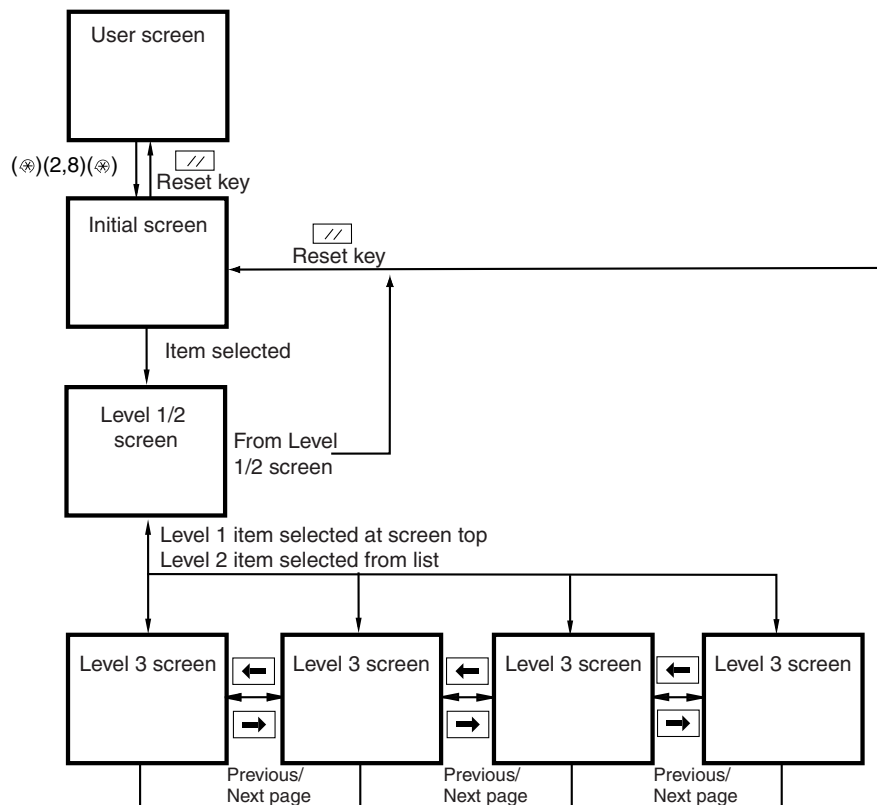 User screen
(⊛)(2,8)(⊛)
//
Reset key
Initial screen
//
Reset key
Item selected
Level 1/2
screen
From Level
1/2 screen
Level 1 item selected at screen top
Level 2 item selected from list
Level 3 screen
Level 3 screen
Level 3 screen
Level 3 screen
Previous/
Next page
Previous/
Next page
Previous/
Next page